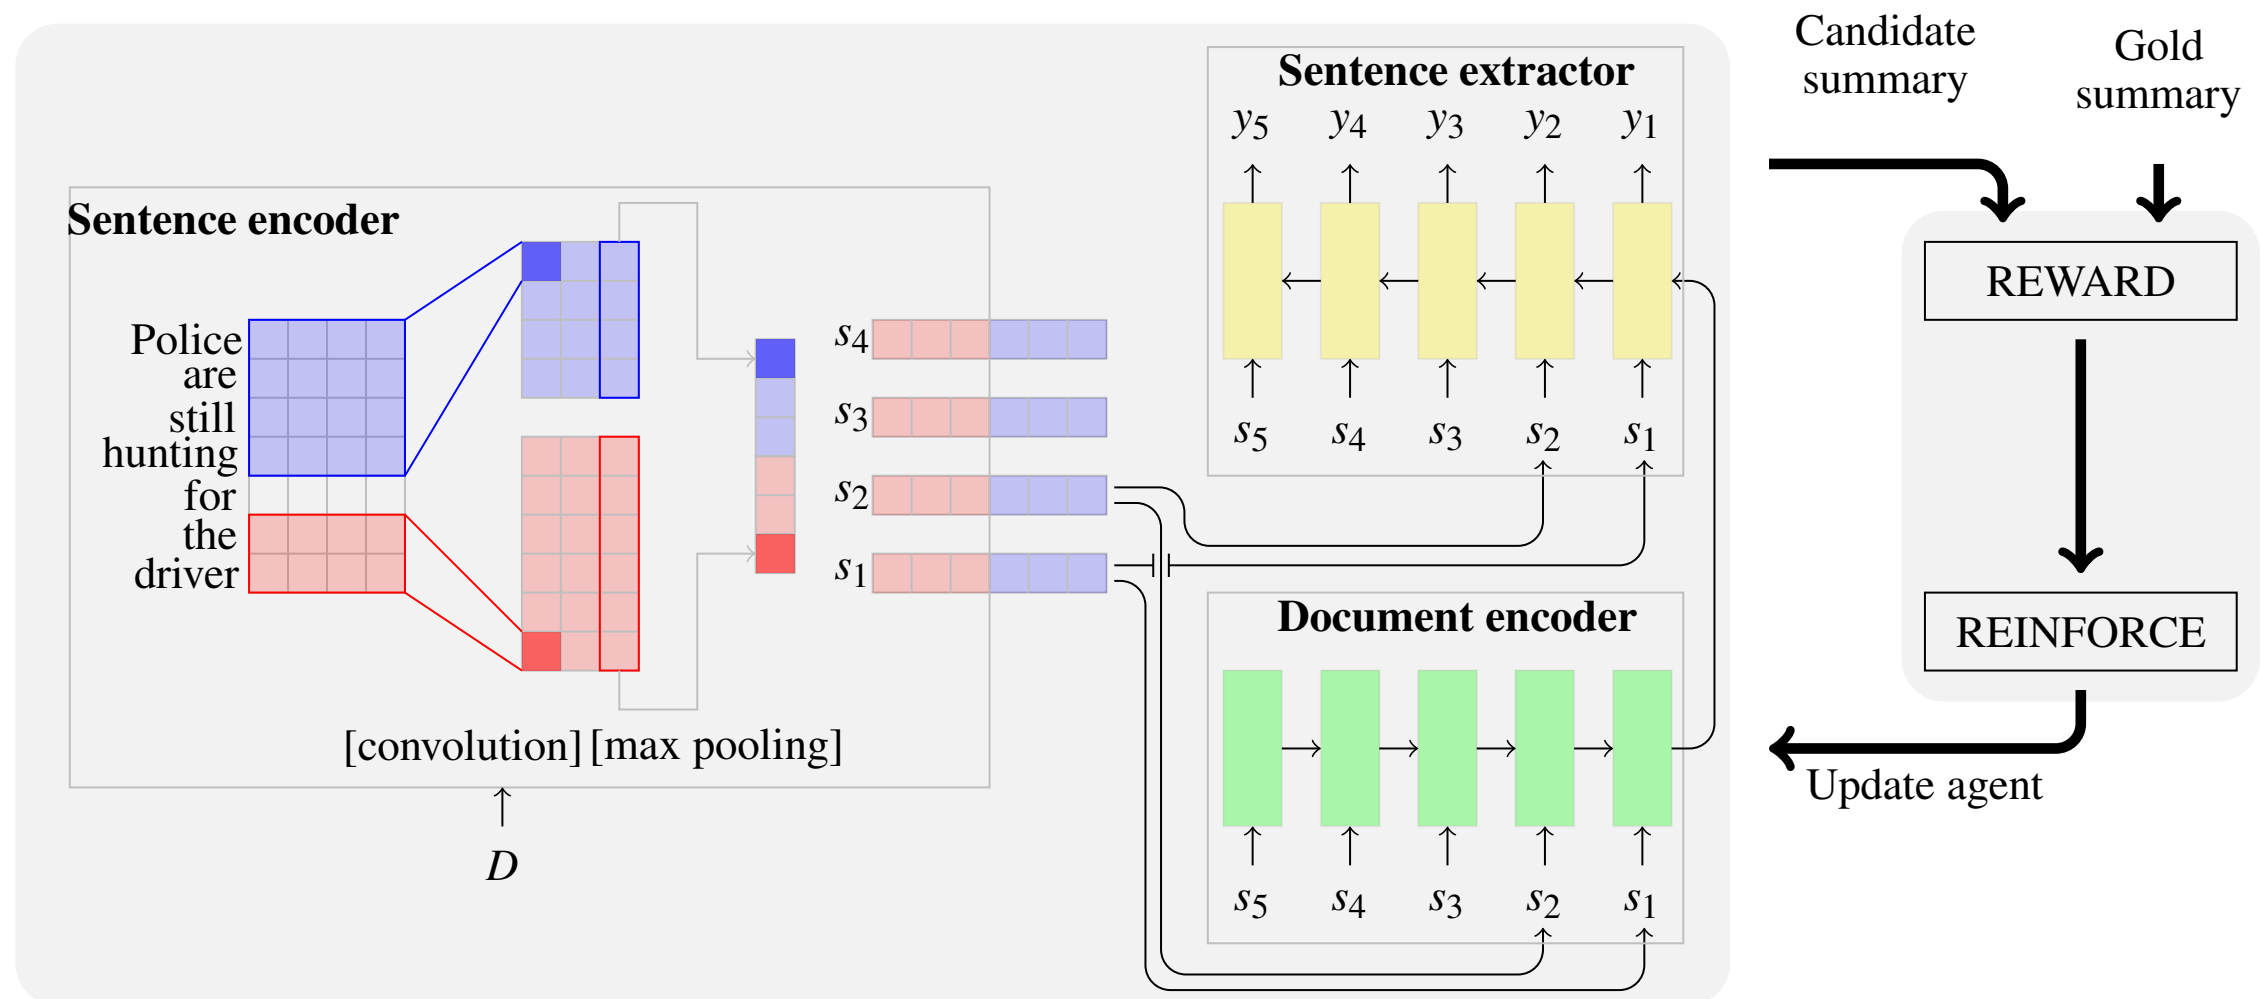 Sentence encoder
Police
are
still
hunting
for
the
driver
[convolution] [max pooling]
D
s4
s3
s2
s1
Sentence extractor
y5 y4 y3 y2 y1
s5 s4 s3 s2 s1
Document encoder
s5 s4 s3 s2 s1
Candidate
summary
Gold
summary
REWARD
REINFORCE
Update agent